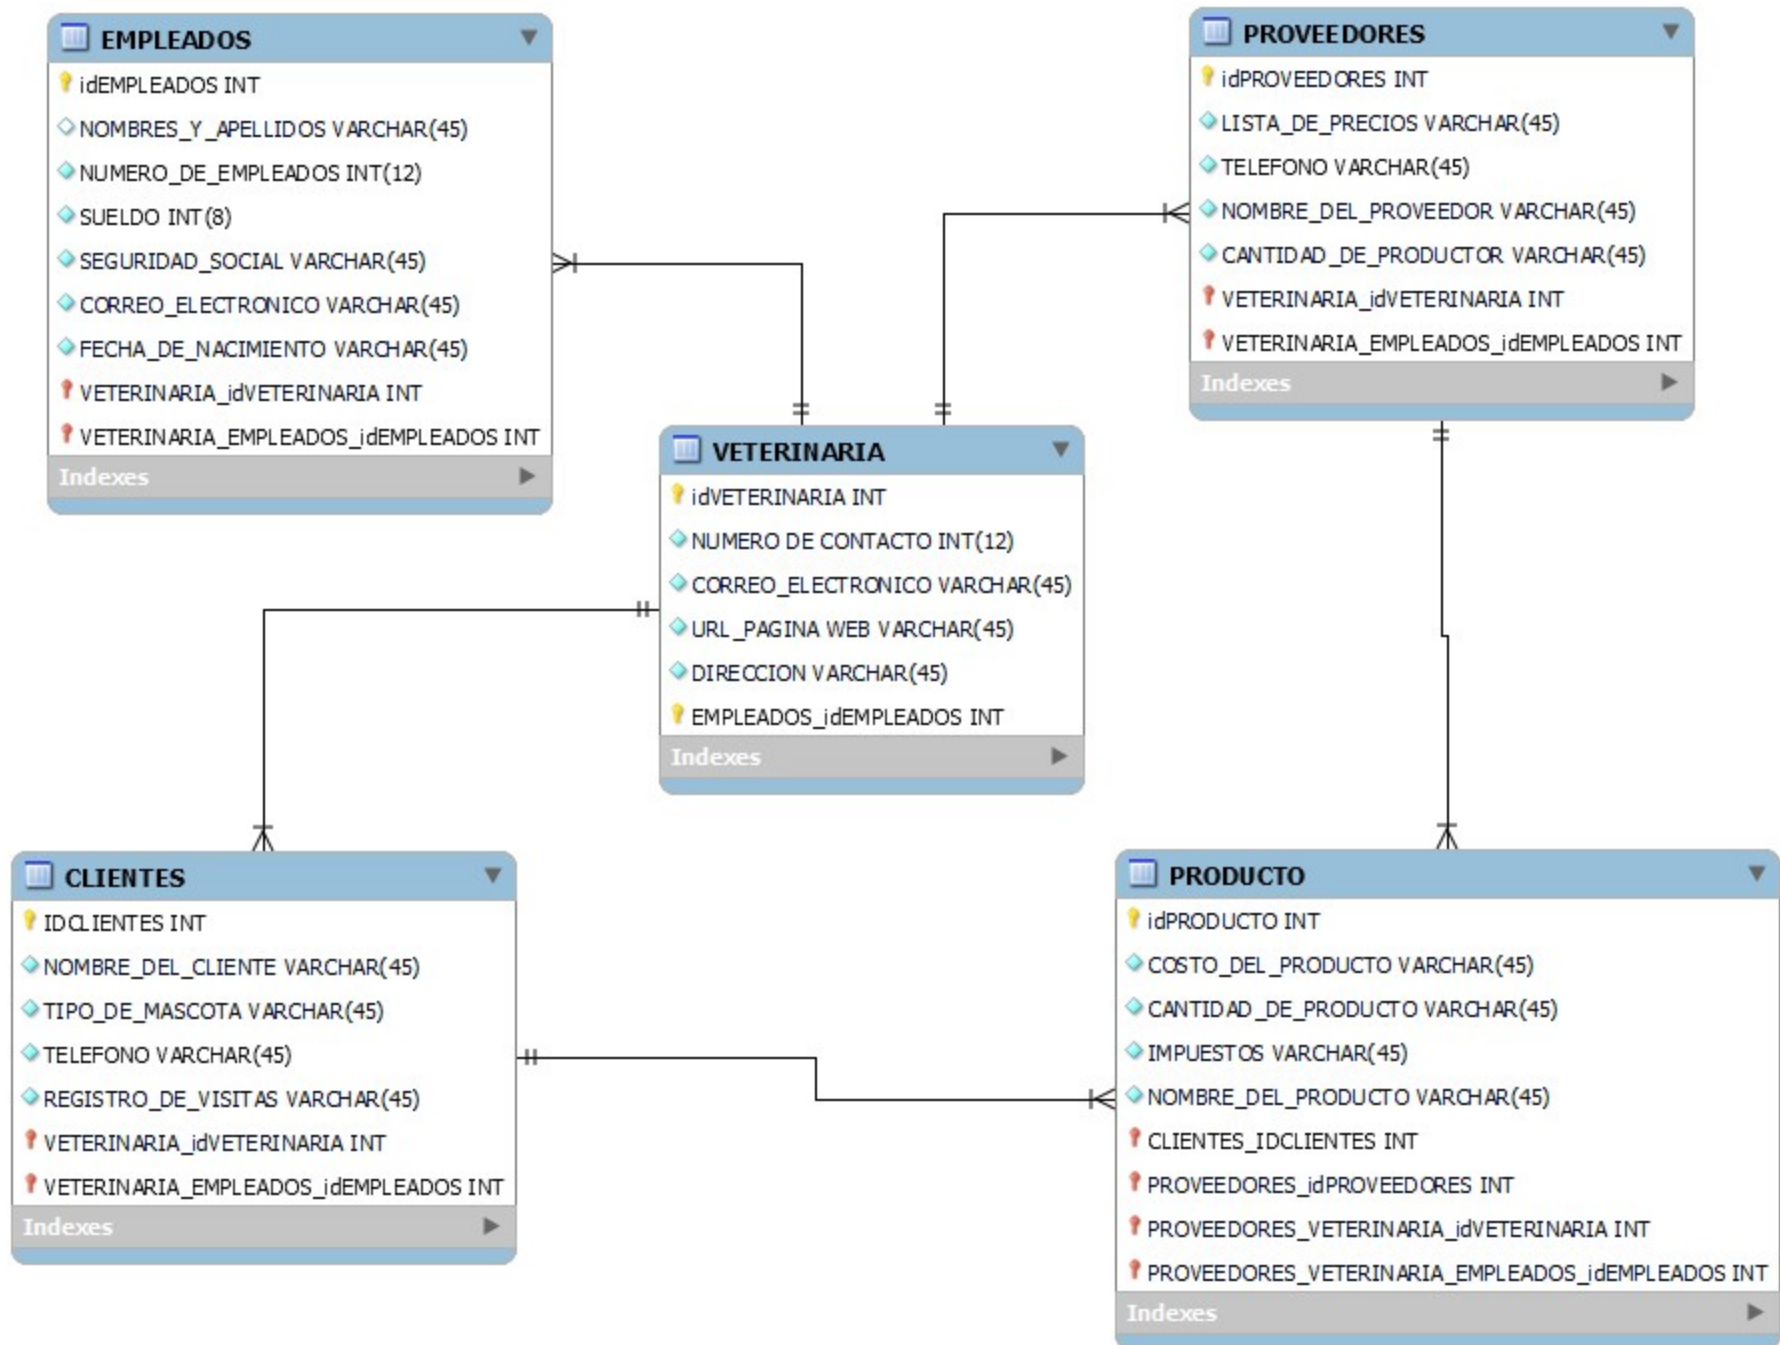 EMPLEADOS
idEMPLEADOS INT
NOMBRES_Y_APELLIDOS VARCHAR(45)
NUMERO_DE_EMPLEADOS INT(12)
SUELDO INT(8)
SEGURIDAD_SOCIAL VARCHAR(45)
CORREO_ELECTRONICO VARCHAR(45)
FECHA_DE_NACIMIENTO VARCHAR(45)
VETERINARIA_idVETERINARIA INT
VETERINARIA_EMPLEADOS_idEMPLEADOS INT
Indexes
PROVEEDORES
idPROVEEDORES INT
LISTA_DE_PRECIOS VARCHAR(45)
TELEFONO VARCHAR(45)
NOMBRE_DEL_PROVEEDOR VARCHAR(45)
CANTIDAD_DE_PRODUCTOR VARCHAR(45)
VETERINARIA_idVETERINARIA INT
VETERINARIA_EMPLEADOS_idEMPLEADOS INT
Indexes
VETERINARIA
idVETERINARIA INT
NUMERO DE CONTACTO INT(12)
CORREO_ELECTRONICO VARCHAR(45)
URL_PAGINA WEB VARCHAR(45)
DIRECCION VARCHAR(45)
EMPLEADOS_idEMPLEADOS INT
Indexes
CLIENTES
IDCLIENTES INT
NOMBRE_DEL_CLIENTE VARCHAR(45)
TIPO_DE_MASCOTA VARCHAR(45)
TELEFONO VARCHAR(45)
REGISTRO_DE_VISITAS VARCHAR(45)
VETERINARIA_idVETERINARIA INT
VETERINARIA_EMPLEADOS_idEMPLEADOS INT
Indexes
PRODUCTO
idPRODUCTO INT
COSTO_DEL_PRODUCTO VARCHAR(45)
CANTIDAD_DE_PRODUCTO VARCHAR(45)
IMPUESTOS VARCHAR(45)
NOMBRE_DEL_PRODUCTO VARCHAR(45)
CLIENTES_IDCLIENTES INT
PROVEEDORES_idPROVEEDORES INT
PROVEEDORES_VETERINARIA_idVETERINARIA INT
PROVEEDORES_VETERINARIA_EMPLEADOS_idEMPLEADOS INT
Indexes